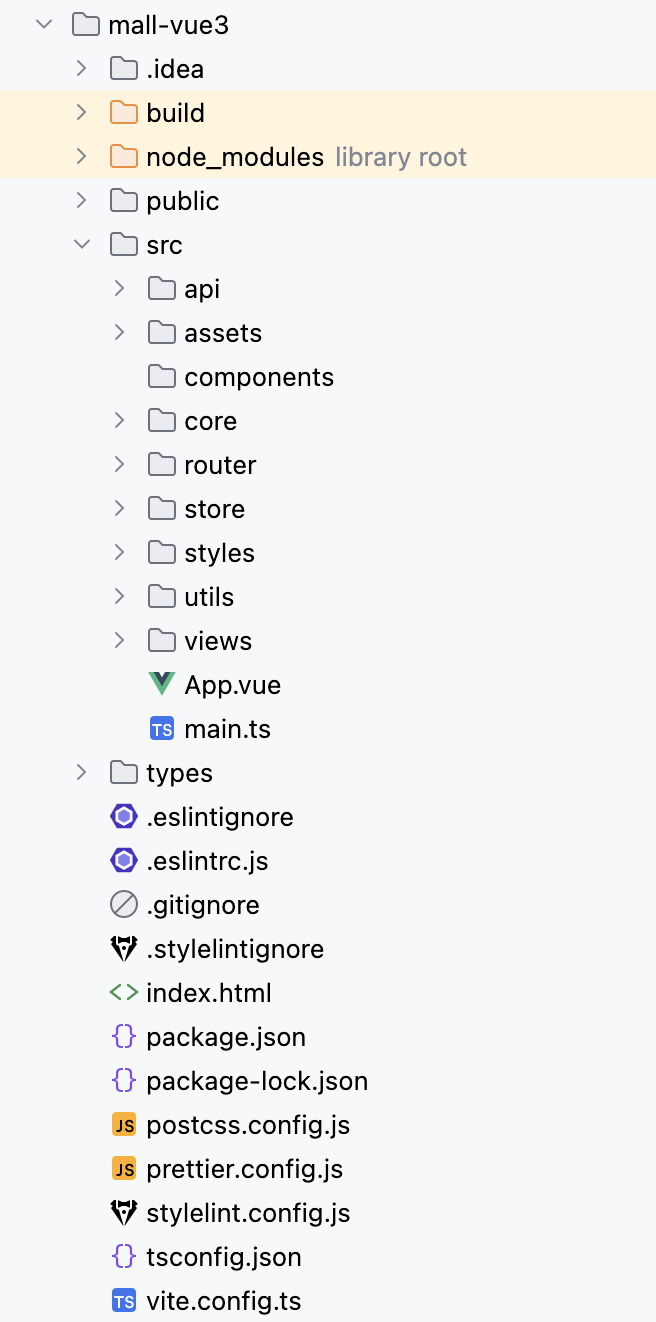 mall-vue3
.idea
build
node_modules library root
public
src
api
assets
components
core
router
store
styles
utils
views
App.vue
TS main.ts
types
.eslintignore
.eslintrc.js
.gitignore
.stylelintignore
<> index.html
{} package.json
{} package-lock.json
JS postcss.config.js
JS prettier.config.js
stylelint.config.js
{} tsconfig.json
TS vite.config.ts